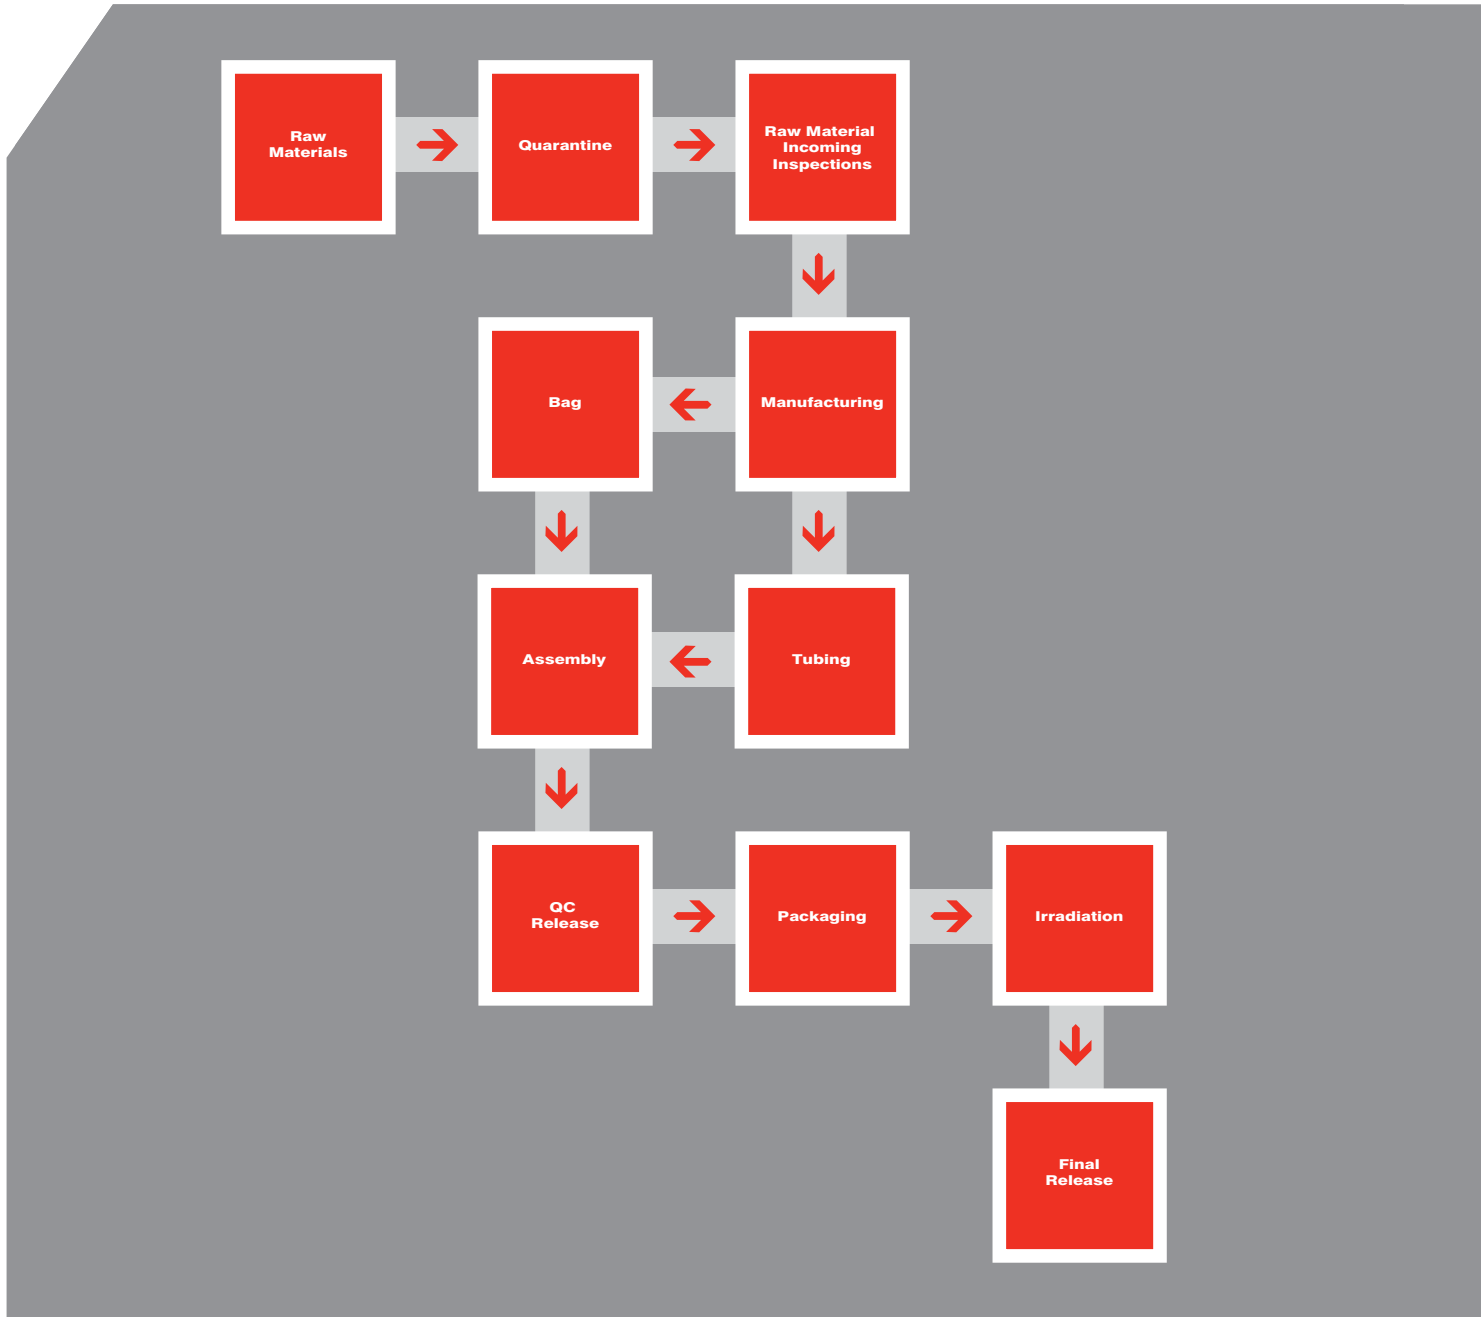 Raw
Materials
Quarantine
Raw Material
Incoming
Inspections
Bag
Manufacturing
Assembly
Tubing
QC
Release
Packaging
Irradiation
Final
Release